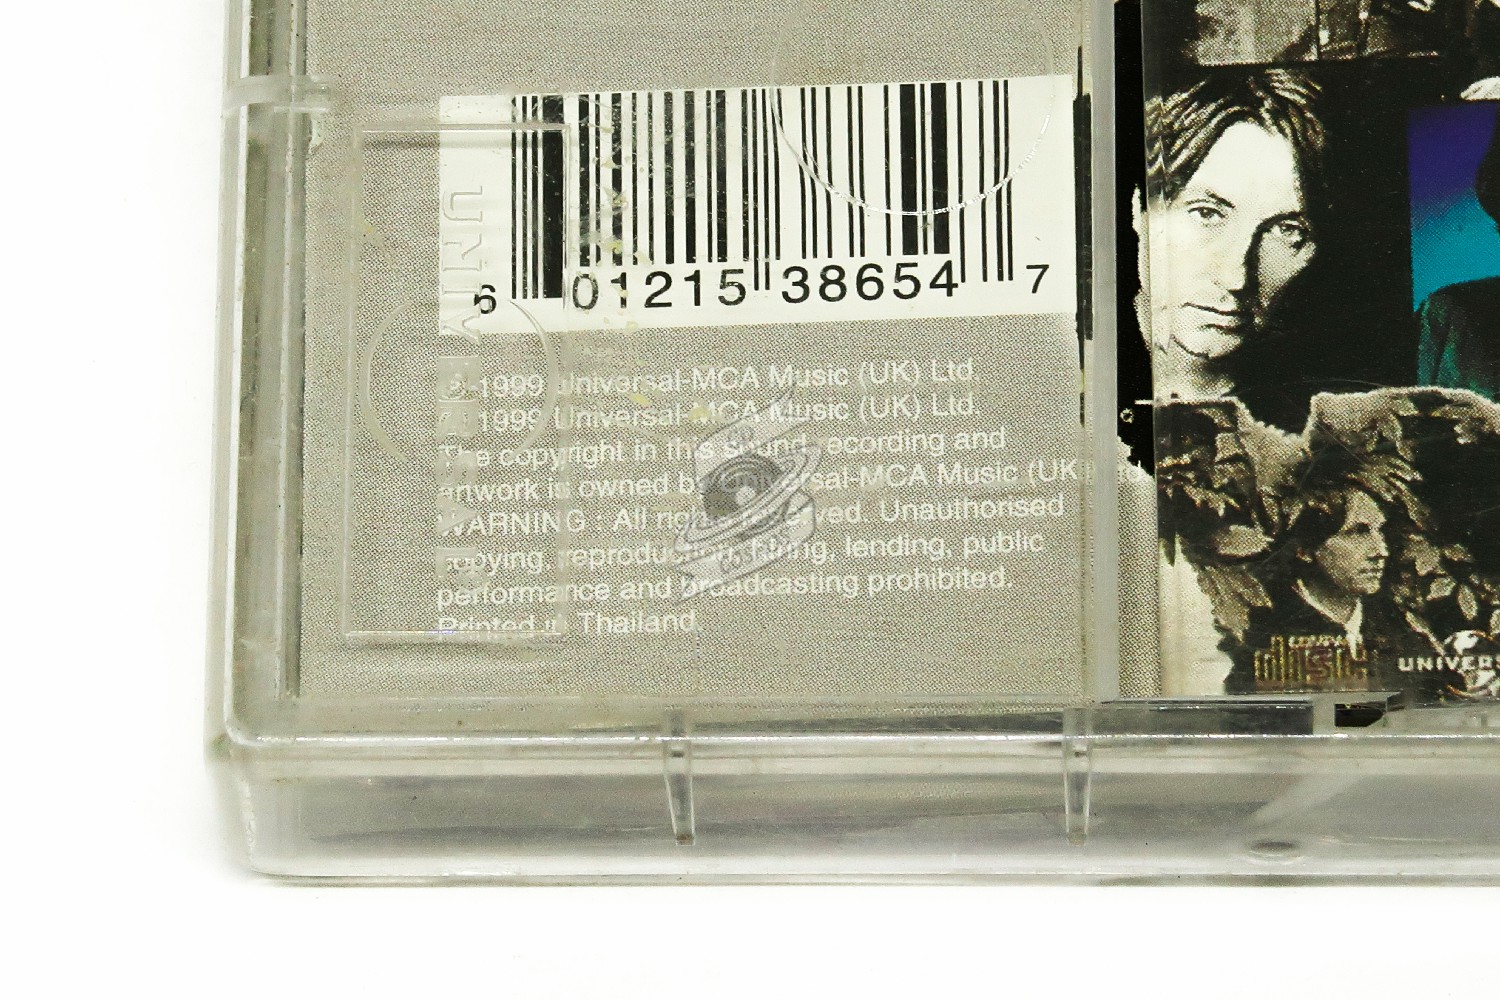 6 01215 38654 7
UNIVERSAL
1999 Universal-MCA Music (UK) Ltd.
1999 Universal-MCA Music (UK) Ltd.
The copyright in this sound recording and
artwork is owned by Universal-MCA Music (UK
WARNING : All rights reserved. Unauthorised
copying, reproduction, hiring, lending, public
performance and broadcasting prohibited.
Printed in Thailand.
UNIVERS